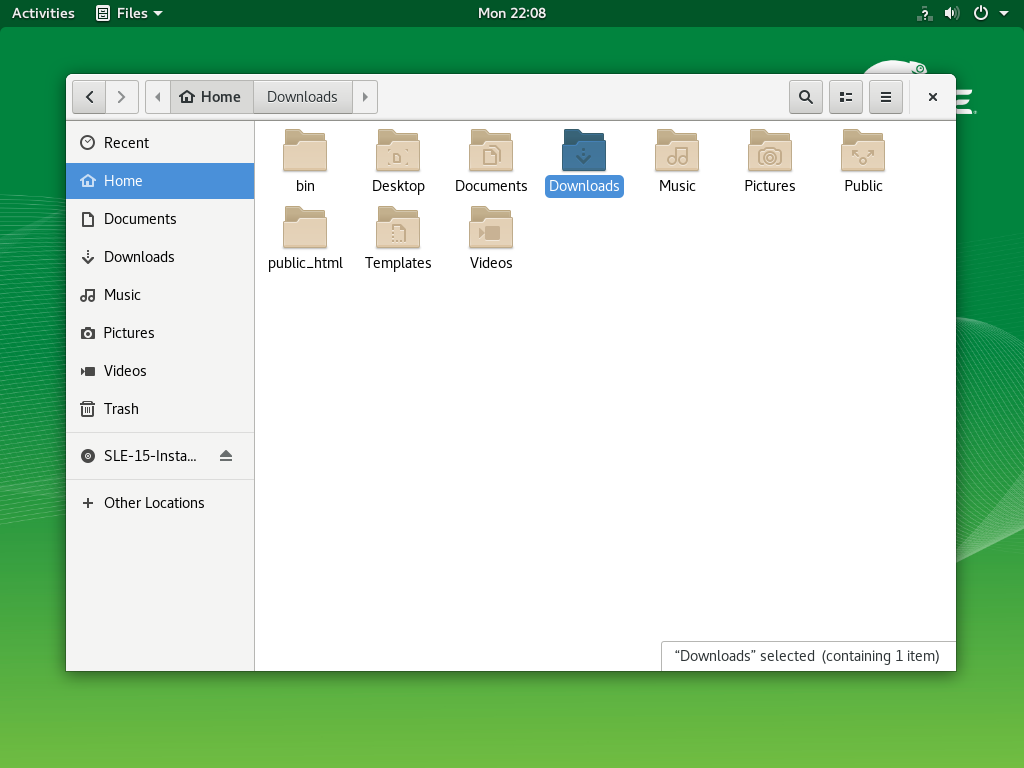 Activities Files Mon 22:08
Home Downloads
Recent
Home
Documents
Downloads
Music
Pictures
Videos
Trash
SLE-15-Insta...
Other Locations
bin Desktop Documents Downloads Music Pictures Public
public_html Templates Videos
“Downloads” selected (containing 1 item)